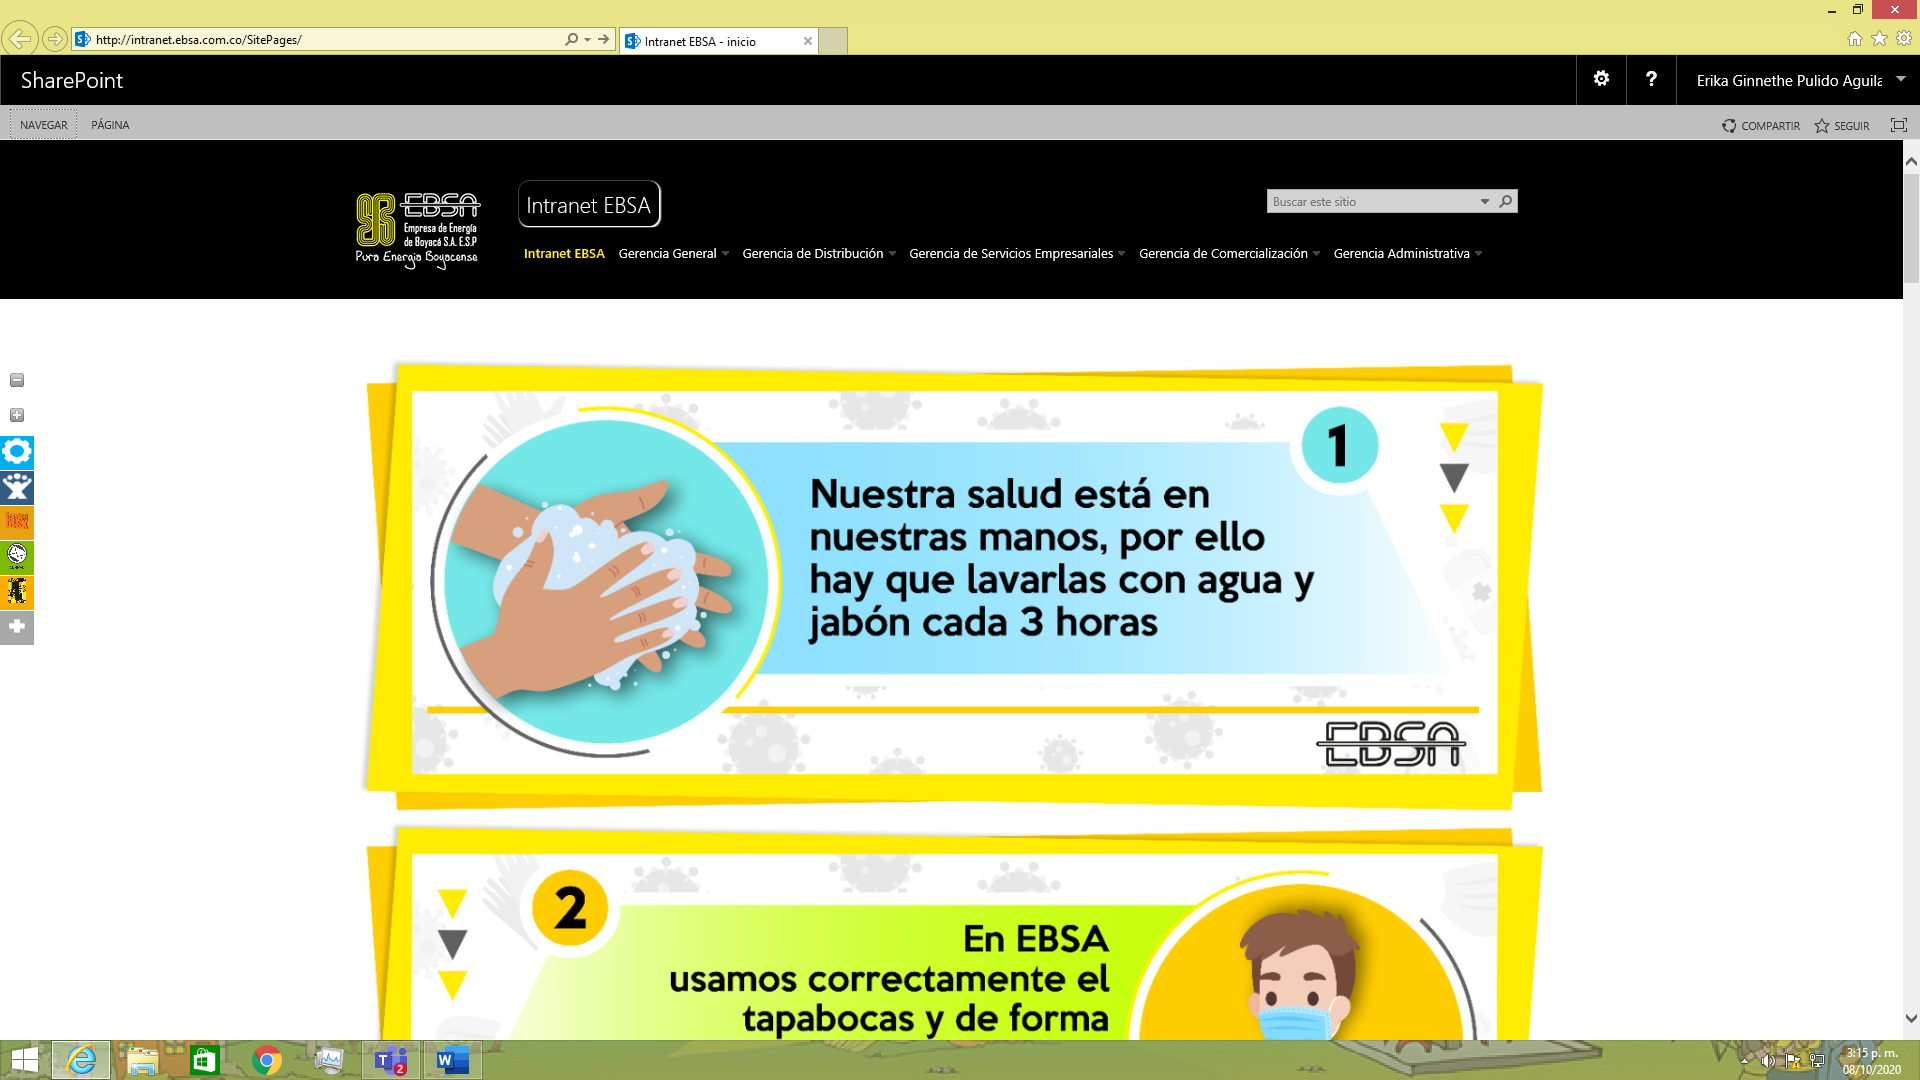 http://intranet.ebsa.com.co/SitePages/
Intranet EBSA - inicio
SharePoint
?
Erika Ginnethe Pulido Aguila
NAVEGAR
PÁGINA
COMPARTIR
SEGUIR
EBSA
Empresa de Energía
de Boyacá S.A. E.S.P
Pura Energía Boyacense
Intranet EBSA
Buscar este sitio
Intranet EBSA
Gerencia General
Gerencia de Distribución
Gerencia de Servicios Empresariales
Gerencia de Comercialización
Gerencia Administrativa
1
Nuestra salud está en
nuestras manos, por ello
hay que lavarlas con agua y
jabón cada 3 horas
EBSA
2
En EBSA
usamos correctamente el
tapabocas y de forma
2
3:15 p. m.
08/10/2020